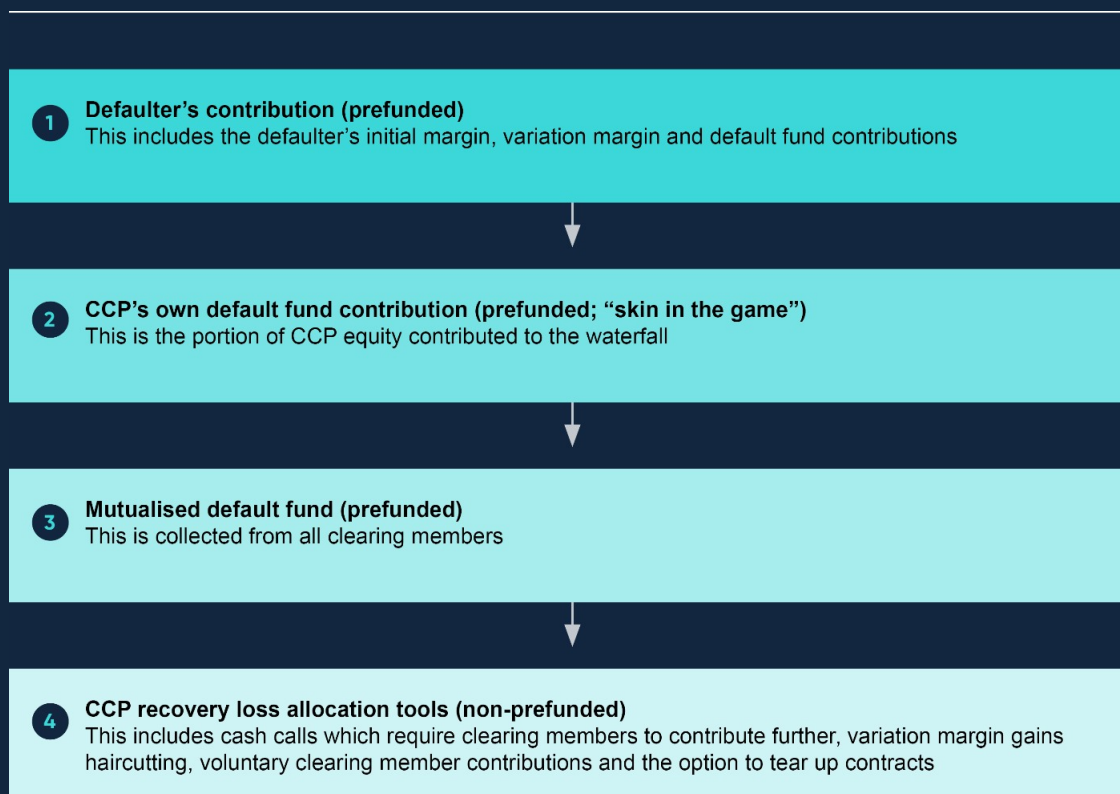 1
Defaulter’s contribution (prefunded)
This includes the defaulter’s initial margin, variation margin and default fund contributions
2
CCP’s own default fund contribution (prefunded; “skin in the game”)
This is the portion of CCP equity contributed to the waterfall
3
Mutualised default fund (prefunded)
This is collected from all clearing members
4
CCP recovery loss allocation tools (non-prefunded)
This includes cash calls which require clearing members to contribute further, variation margin gains
haircutting, voluntary clearing member contributions and the option to tear up contracts